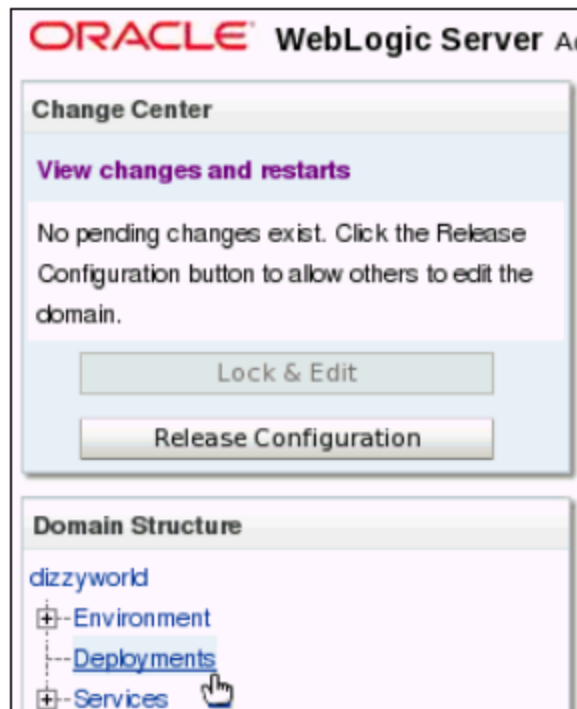 ORACLE WebLogic Server
Change Center
View changes and restarts
No pending changes exist. Click the Release
Configuration button to allow others to edit the
domain.
Lock & Edit
Release Configuration
Domain Structure
dizzyworld
Environment
Deployments
Services